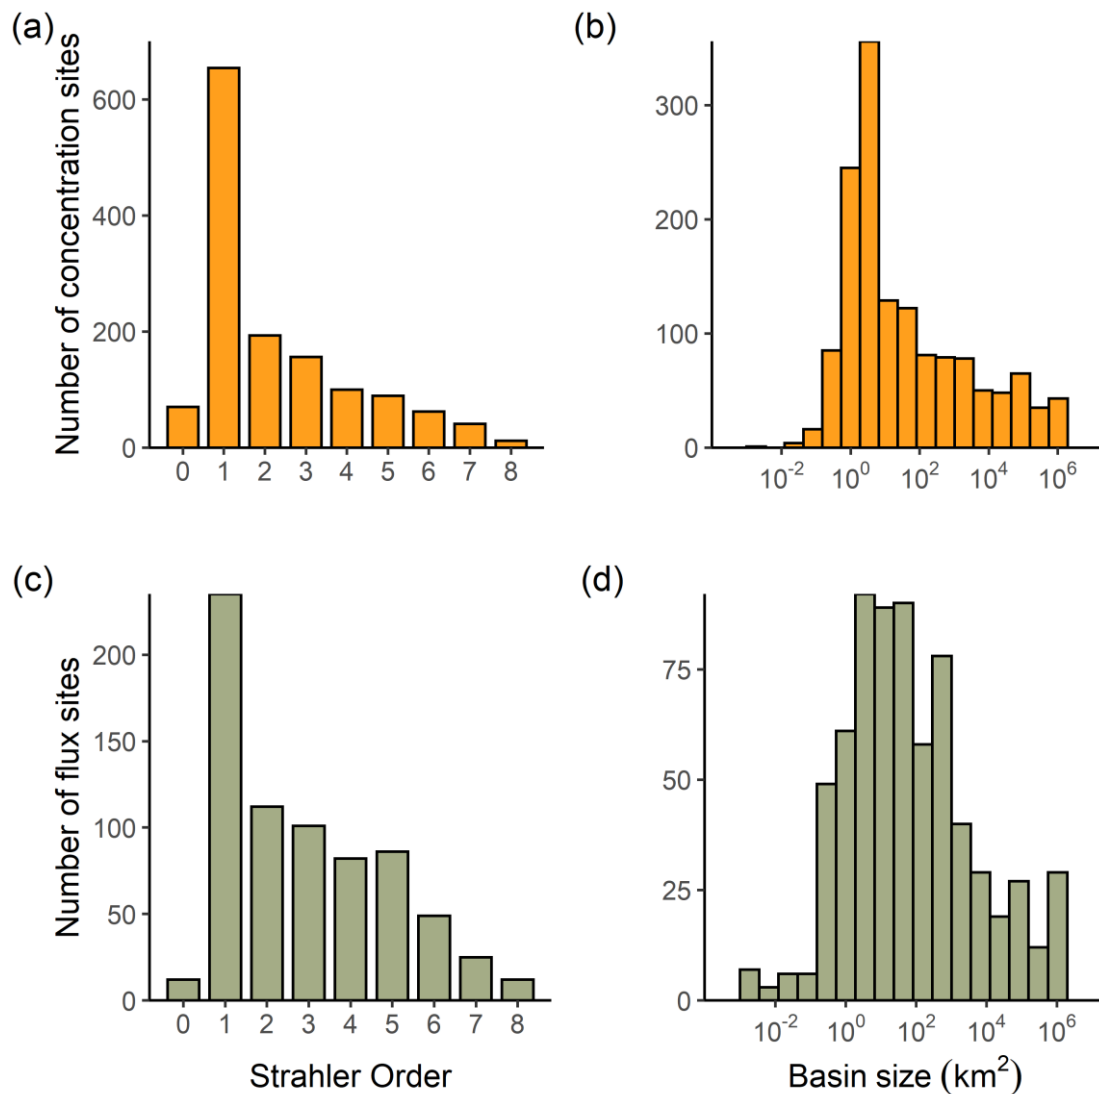 (a)
Number of concentration sites
600
400
200
0
0 1 2 3 4 5 6 7 8
(b)
300
200
100
0
10⁻² 10⁰ 10² 10⁴ 10⁶
(c)
Number of flux sites
200
150
100
50
0
0 1 2 3 4 5 6 7 8
Strahler Order
(d)
75
50
25
0
10⁻² 10⁰ 10² 10⁴ 10⁶
Basin size (km²)